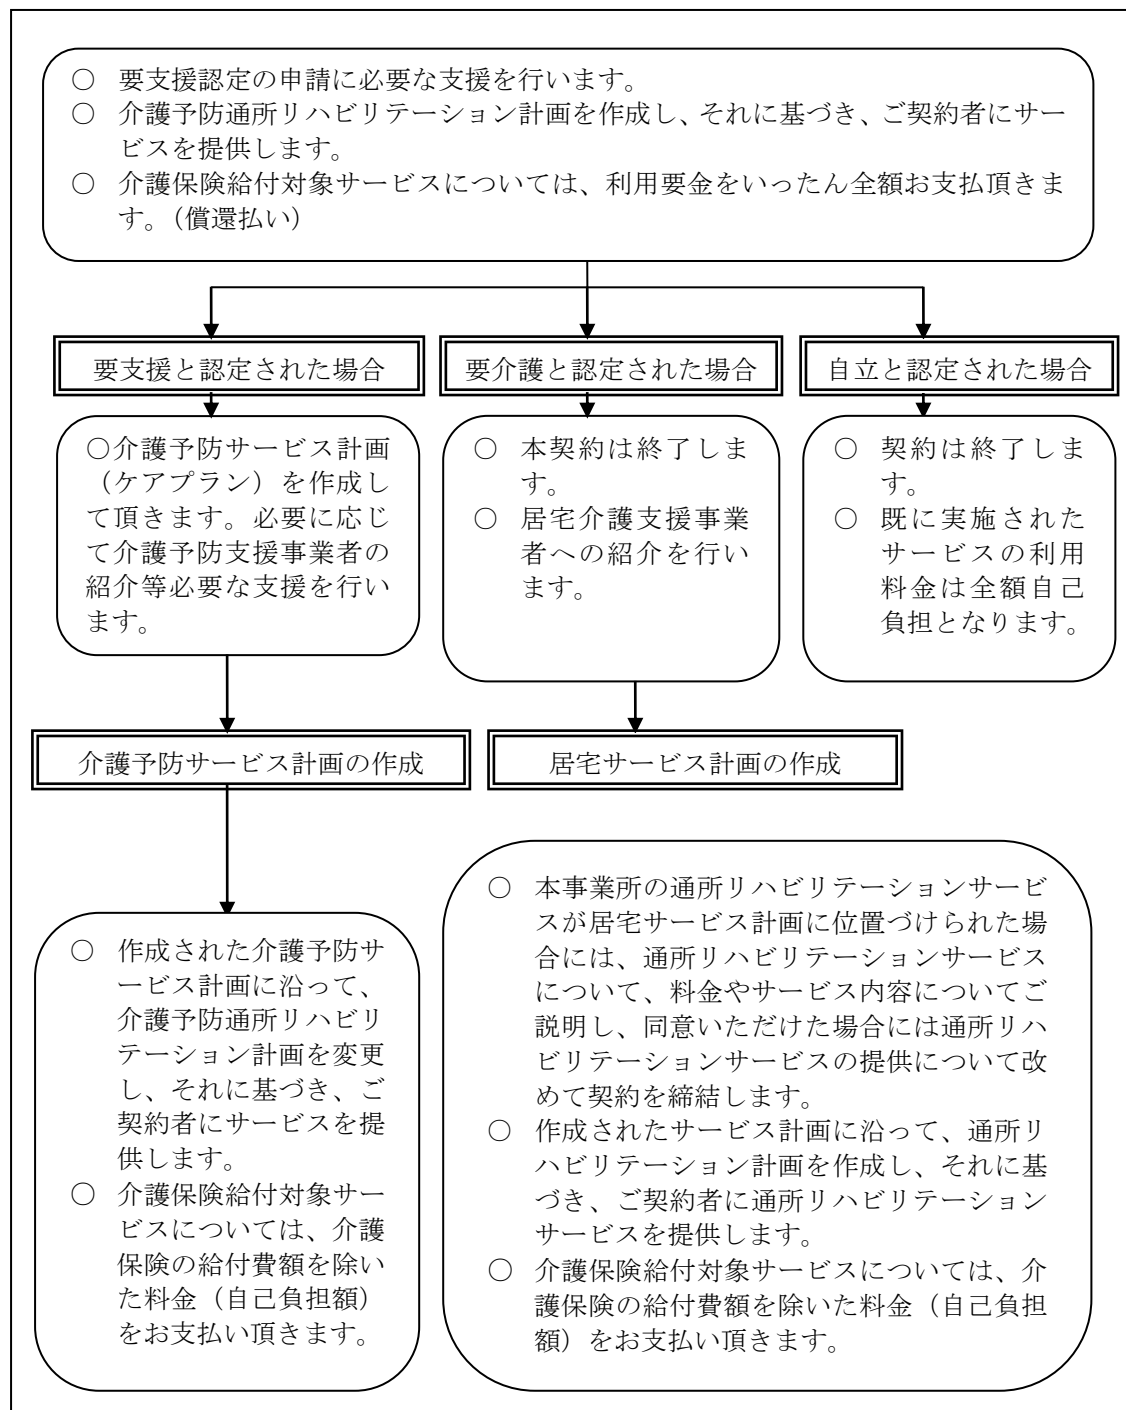 ○ 要支援認定の申請に必要な支援を行います。
○ 介護予防通所リハビリテーション計画を作成し、それに基づき、ご契約者にサー
ビスを提供します。
○ 介護保険給付対象サービスについては、利用要金をいったん全額お支払頂きま
す。（償還払い）
要支援と認定された場合
要介護と認定された場合
自立と認定された場合
○介護予防サービス計画
（ケアプラン）を作成し
て頂きます。必要に応じ
て介護予防支援事業者の
紹介等必要な支援を行い
ます。
○ 本契約は終了しま
す。
○ 居宅介護支援事業
者への紹介を行い
ます。
○ 契約は終了しま
す。
○ 既に実施された
サービスの利用
料金は全額自己
負担となります。
介護予防サービス計画の作成
居宅サービス計画の作成
○ 作成された介護予防サ
ービス計画に沿って、
介護予防通所リハビリ
テーション計画を変更
し、それに基づき、ご
契約者にサービスを提
供します。
○ 介護保険給付対象サー
ビスについては、介護
保険の給付費額を除い
た料金（自己負担額）
をお支払い頂きます。
○ 本事業所の通所リハビリテーションサービ
スが居宅サービス計画に位置づけられた場
合には、通所リハビリテーションサービス
について、料金やサービス内容についてご
説明し、同意いただけた場合には通所リハ
ビリテーションサービスの提供について改
めて契約を締結します。
○ 作成されたサービス計画に沿って、通所リ
ハビリテーション計画を作成し、それに基
づき、ご契約者に通所リハビリテーション
サービスを提供します。
○ 介護保険給付対象サービスについては、介
護保険の給付費額を除いた料金（自己負担
額）をお支払い頂きます。